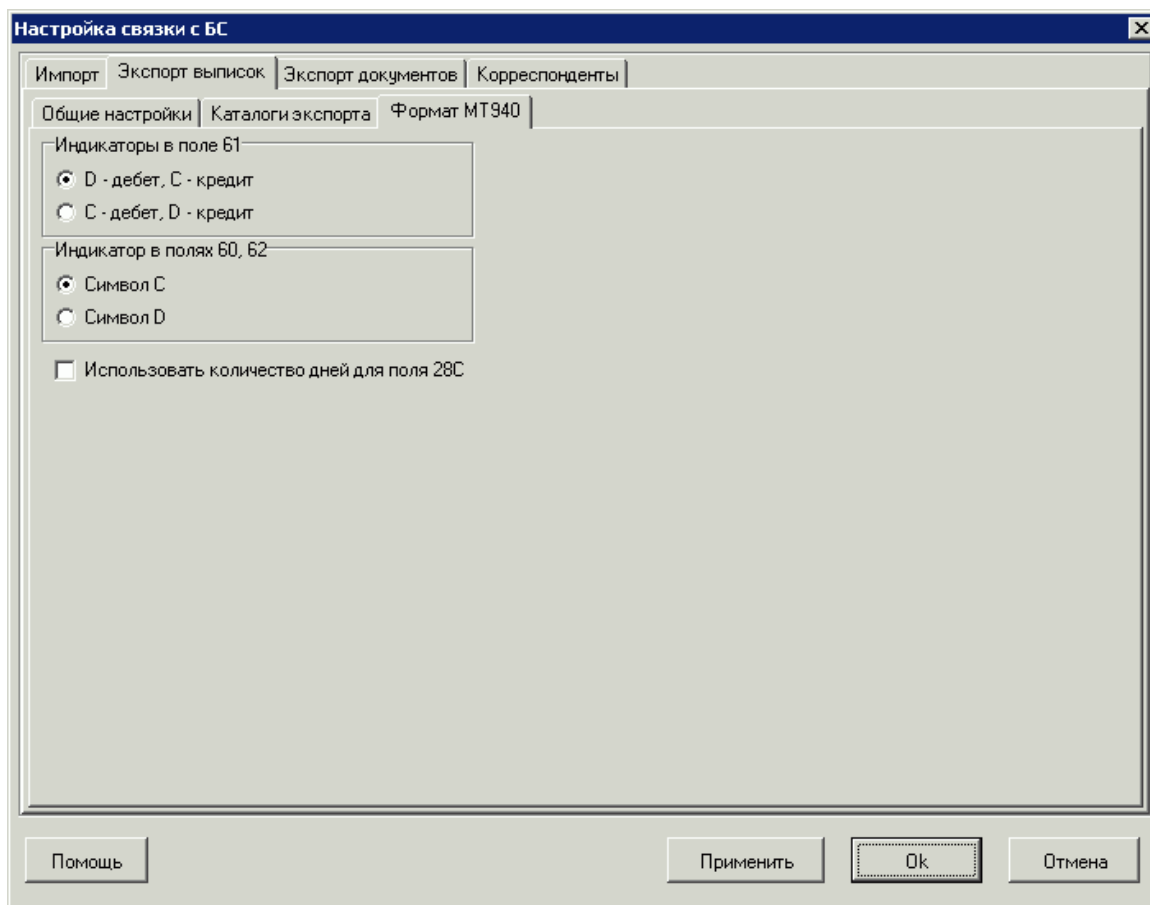 Настройка связки с БС
Импорт Экспорт выписок Экспорт документов Корреспонденты
Общие настройки Каталоги экспорта Формат МТ940
Индикаторы в поле 61
D - дебет, C - кредит
C - дебет, D - кредит
Индикатор в полях 60, 62
Символ C
Символ D
Использовать количество дней для поля 28C
Помощь Применить Ok Отмена